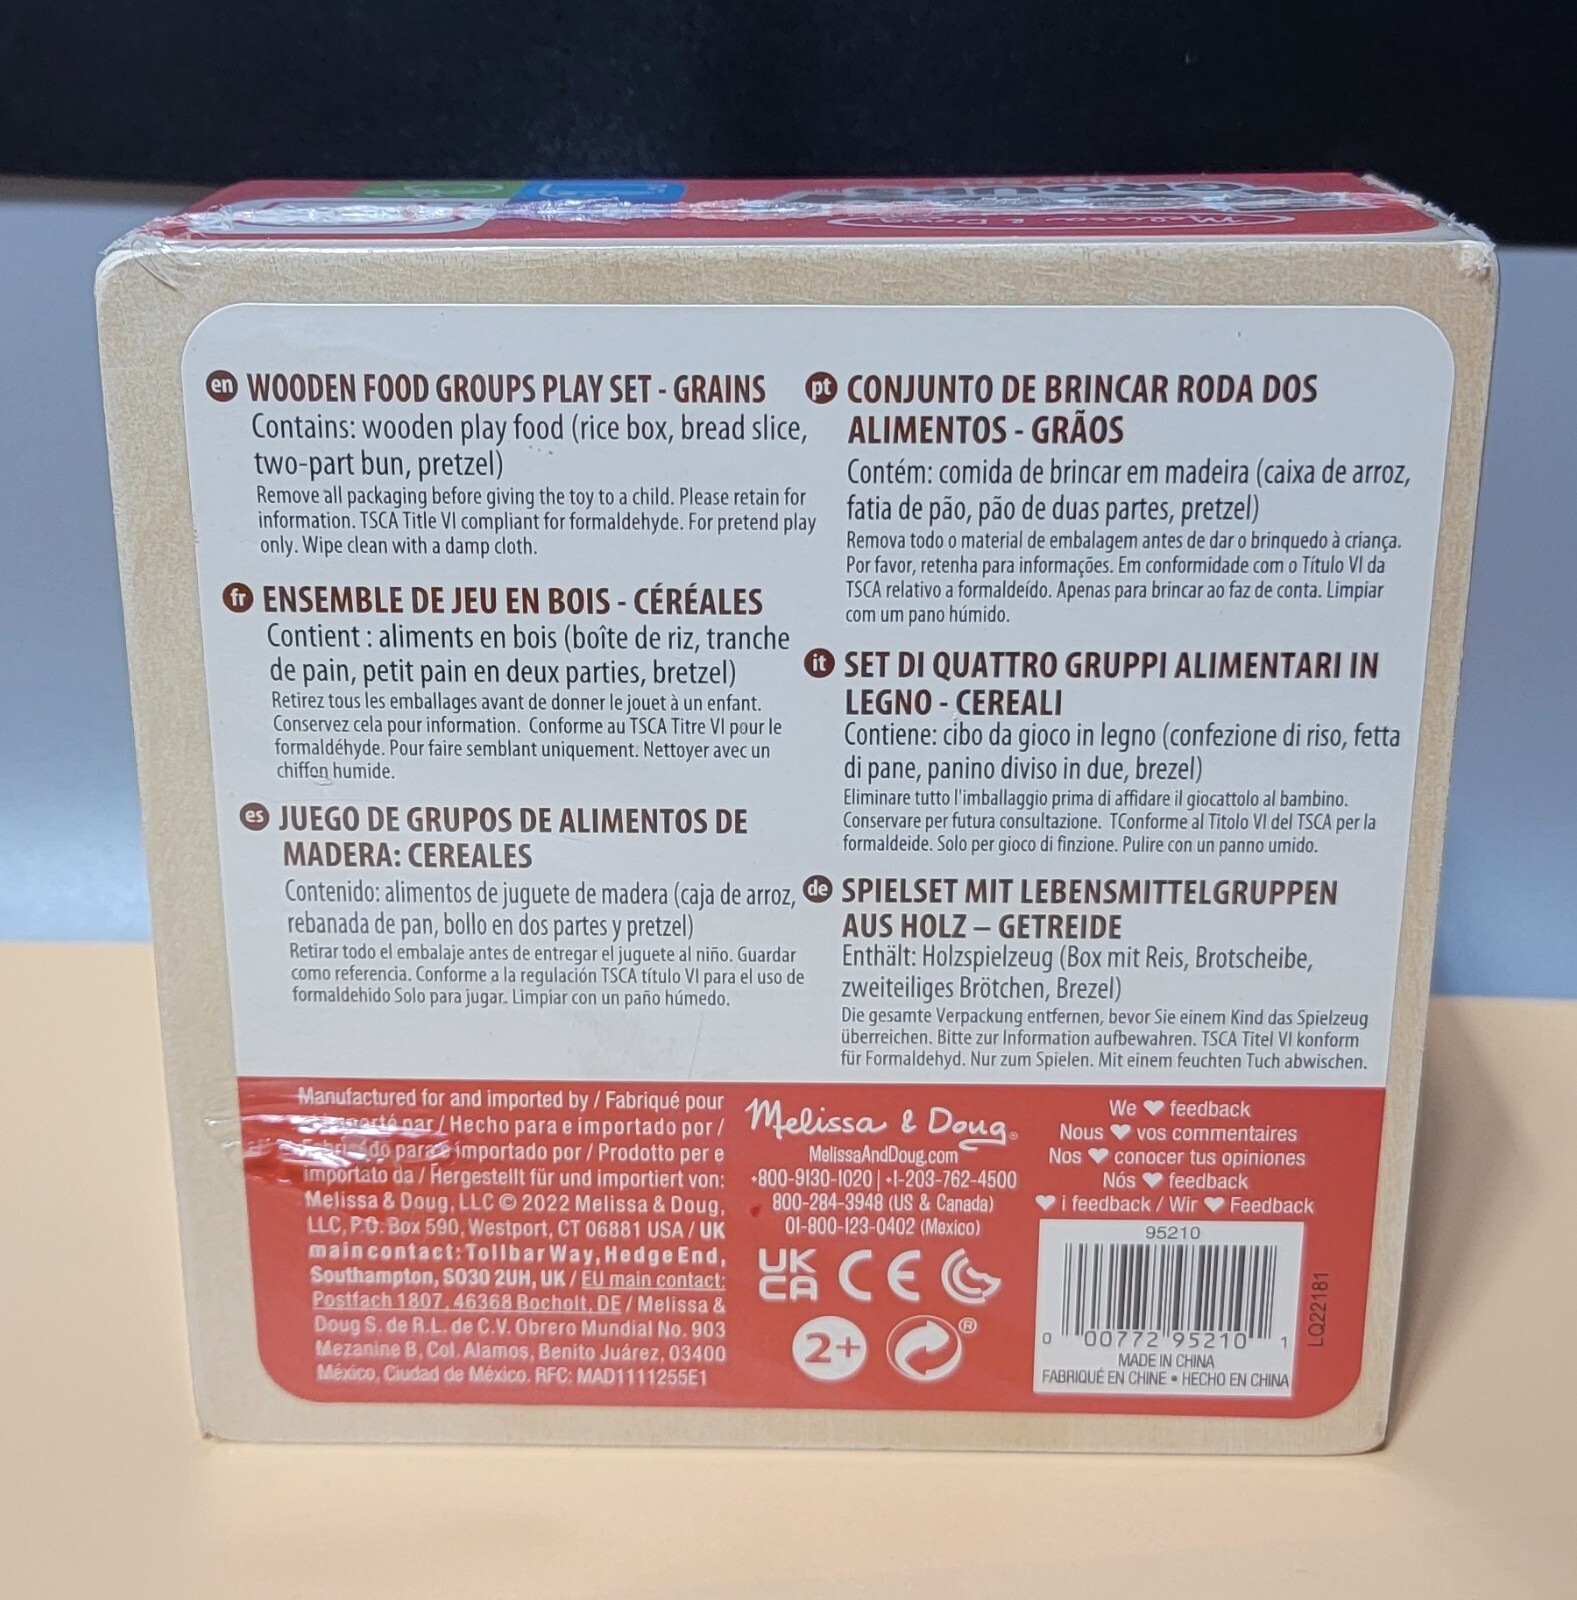 Melissa & Doug
en WOODEN FOOD GROUPS PLAY SET - GRAINS
Contains: wooden play food (rice box, bread slice,
two-part bun, pretzel)
Remove all packaging before giving the toy to a child. Please retain for
information. TSCA Title VI compliant for formaldehyde. For pretend play
only. Wipe clean with a damp cloth.
fr ENSEMBLE DE JEU EN BOIS - CÉRÉALES
Contient : aliments en bois (boîte de riz, tranche
de pain, petit pain en deux parties, bretzel)
Retirez tous les emballages avant de donner le jouet à un enfant.
Conservez cela pour information. Conforme au TSCA Titre VI pour le
formaldéhyde. Pour faire semblant uniquement. Nettoyer avec un
chiffon humide.
es JUEGO DE GRUPOS DE ALIMENTOS DE
MADERA: CEREALES
Contenido: alimentos de juguete de madera (caja de arroz,
rebanada de pan, bollo en dos partes y pretzel)
Retirar todo el embalaje antes de entregar el juguete al niño. Guardar
como referencia. Conforme a la regulación TSCA título VI para el uso de
formaldehido Solo para jugar. Limpiar con un paño húmedo.
pt CONJUNTO DE BRINCAR RODA DOS
ALIMENTOS - GRÃOS
Contém: comida de brincar em madeira (caixa de arroz,
fatia de pão, pão de duas partes, pretzel)
Remova todo o material de embalagem antes de dar o brinquedo à criança.
Por favor, retenha para informações. Em conformidade com o Título VI da
TSCA relativo a formaldeído. Apenas para brincar ao faz de conta. Limpiar
com um pano húmido.
it SET DI QUATTRO GRUPPI ALIMENTARI IN
LEGNO - CEREALI
Contiene: cibo da gioco in legno (confezione di riso, fetta
di pane, panino diviso in due, brezel)
Eliminare tutto l'imballaggio prima di affidare il giocattolo al bambino.
Conservare per futura consultazione. TConforme al Titolo VI del TSCA per la
formaldeide. Solo per gioco di finzione. Pulire con un panno umido.
de SPIELSET MIT LEBENSMITTELGRUPPEN
AUS HOLZ – GETREIDE
Enthält: Holzspielzeug (Box mit Reis, Brotscheibe,
zweiteiliges Brötchen, Brezel)
Die gesamte Verpackung entfernen, bevor Sie einem Kind das Spielzeug
überreichen. Bitte zur Information aufbewahren. TSCA Titel VI konform
für Formaldehyd. Nur zum Spielen. Mit einem feuchten Tuch abwischen.
Manufactured for and imported by / Fabriqué pour
par / Hecho para e importado por /
para e importado por / Prodotto per e
importato da / Hergestellt für und importiert von:
Melissa & Doug, LLC © 2022 Melissa & Doug,
LLC, P.O. Box 590, Westport, CT 06881 USA / UK
main contact: Tollbar Way, Hedge End,
Southampton, SO30 2UH, UK / EU main contact:
Postfach 1807, 46368 Bocholt, DE / Melissa &
Doug S. de R.L. de C.V. Obrero Mundial No. 903
Mezanine B, Col. Alamos, Benito Juárez, 03400
México, Ciudad de México. RFC: MAD1111255E1
Melissa & Doug®
MelissaAndDoug.com
+800-9130-1020 | +1-203-762-4500
800-284-3948 (US & Canada)
01-800-123-0402 (Mexico)
UK
CA CE
2+ ®
We ♥ feedback
Nous ♥ vos commentaires
Nos ♥ conocer tus opiniones
Nós ♥ feedback
♥ i feedback / Wir ♥ Feedback
95210
0 00772 95210 1
MADE IN CHINA
FABRIQUÉ EN CHINE • HECHO EN CHINA
LQ22181